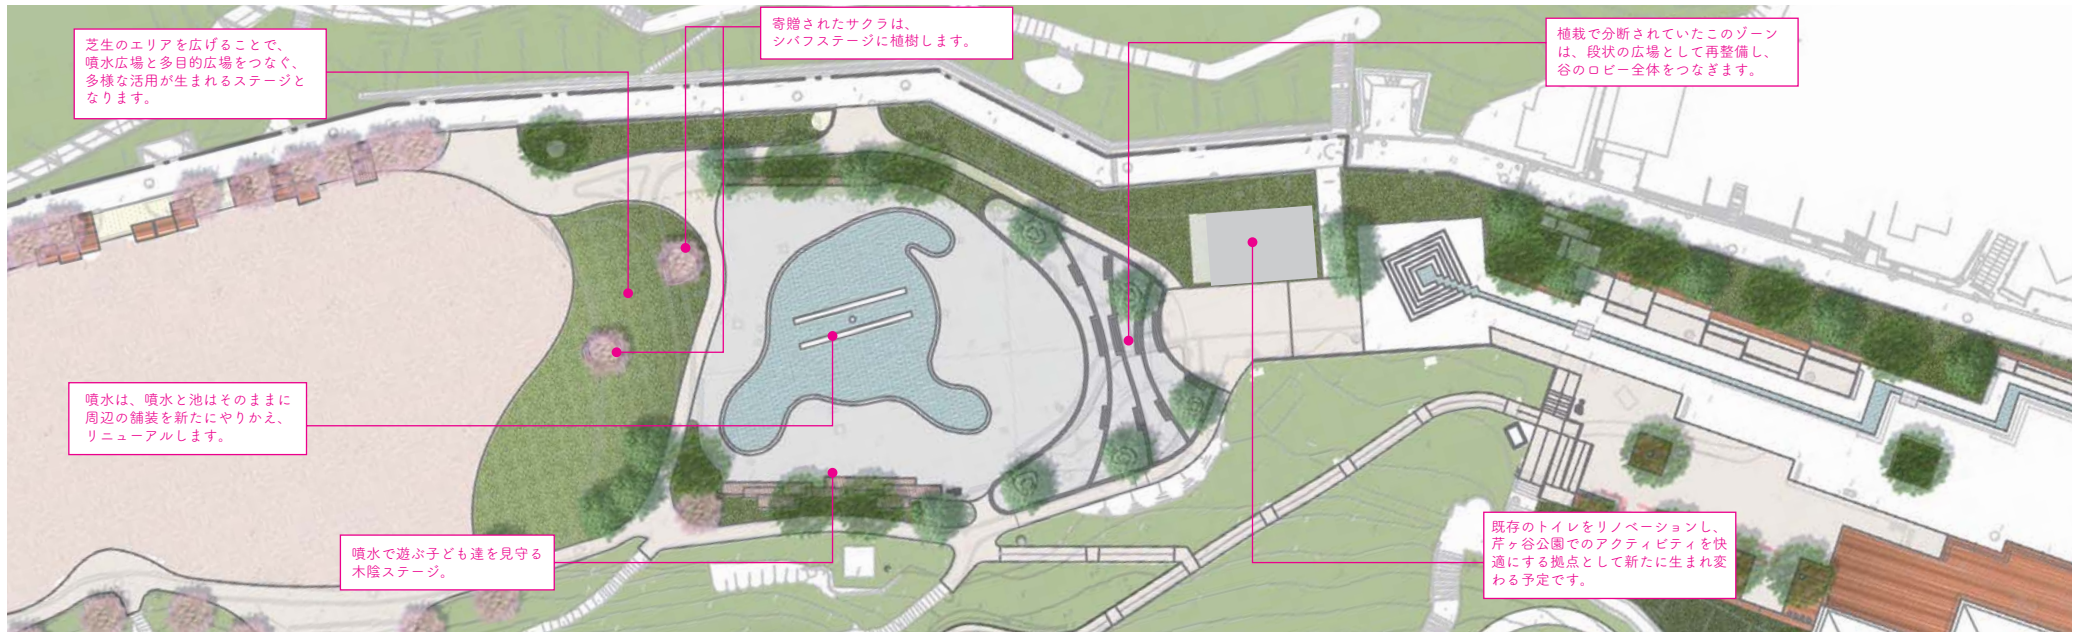 芝生のエリアを広げることで、
噴水広場と多目的広場をつなぐ、
多様な活用が生まれるステージと
なります。
寄贈されたサクラは、
シバフステージに植樹します。
植栽で分断されていたこのゾーン
は、段状の広場として再整備し、
谷のロビー全体をつなぎます。
噴水は、噴水と池はそのままに
周辺の舗装を新たにやりかえ、
リニューアルします。
噴水で遊ぶ子ども達を見守る
木陰ステージ。
既存のトイレをリノベーションし、
芹ヶ谷公園でのアクティビティを快
適にする拠点として新たに生まれ変
わる予定です。